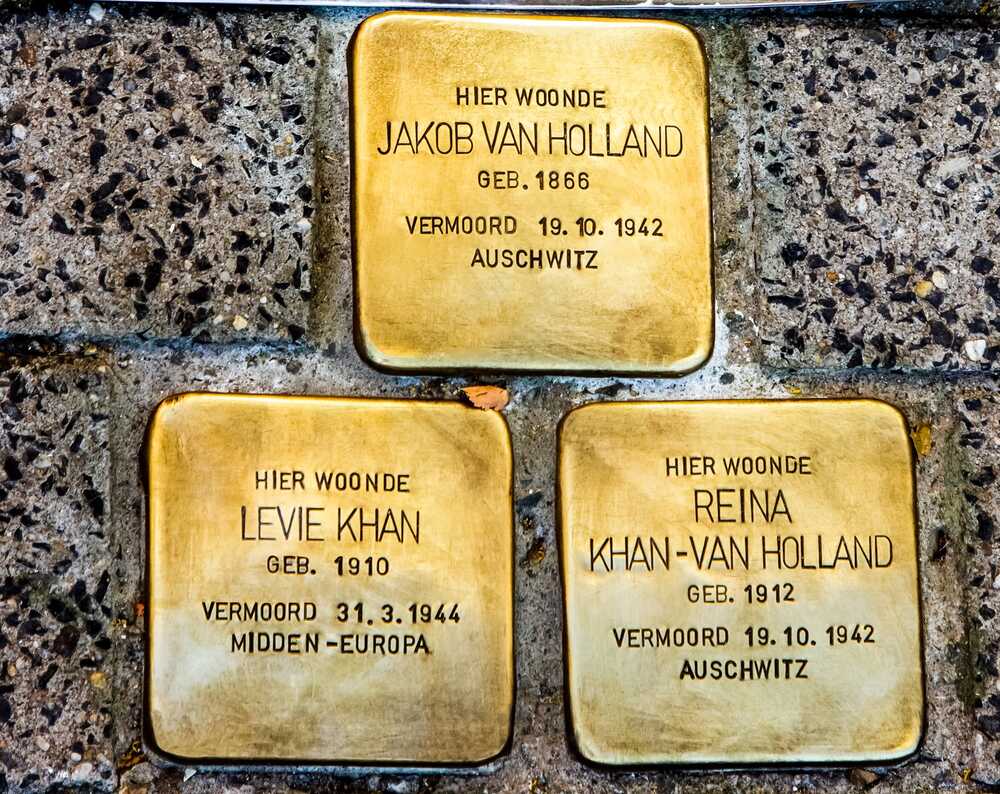 HIER WOONDE
JAKOB VAN HOLLAND
GEB. 1866
VERMOORD 19.10.1942
AUSCHWITZ
HIER WOONDE
LEVIE KHAN
GEB. 1910
VERMOORD 31.3.1944
MIDDEN-EUROPA
HIER WOONDE
REINA
KHAN-VAN HOLLAND
GEB. 1912
VERMOORD 19.10.1942
AUSCHWITZ